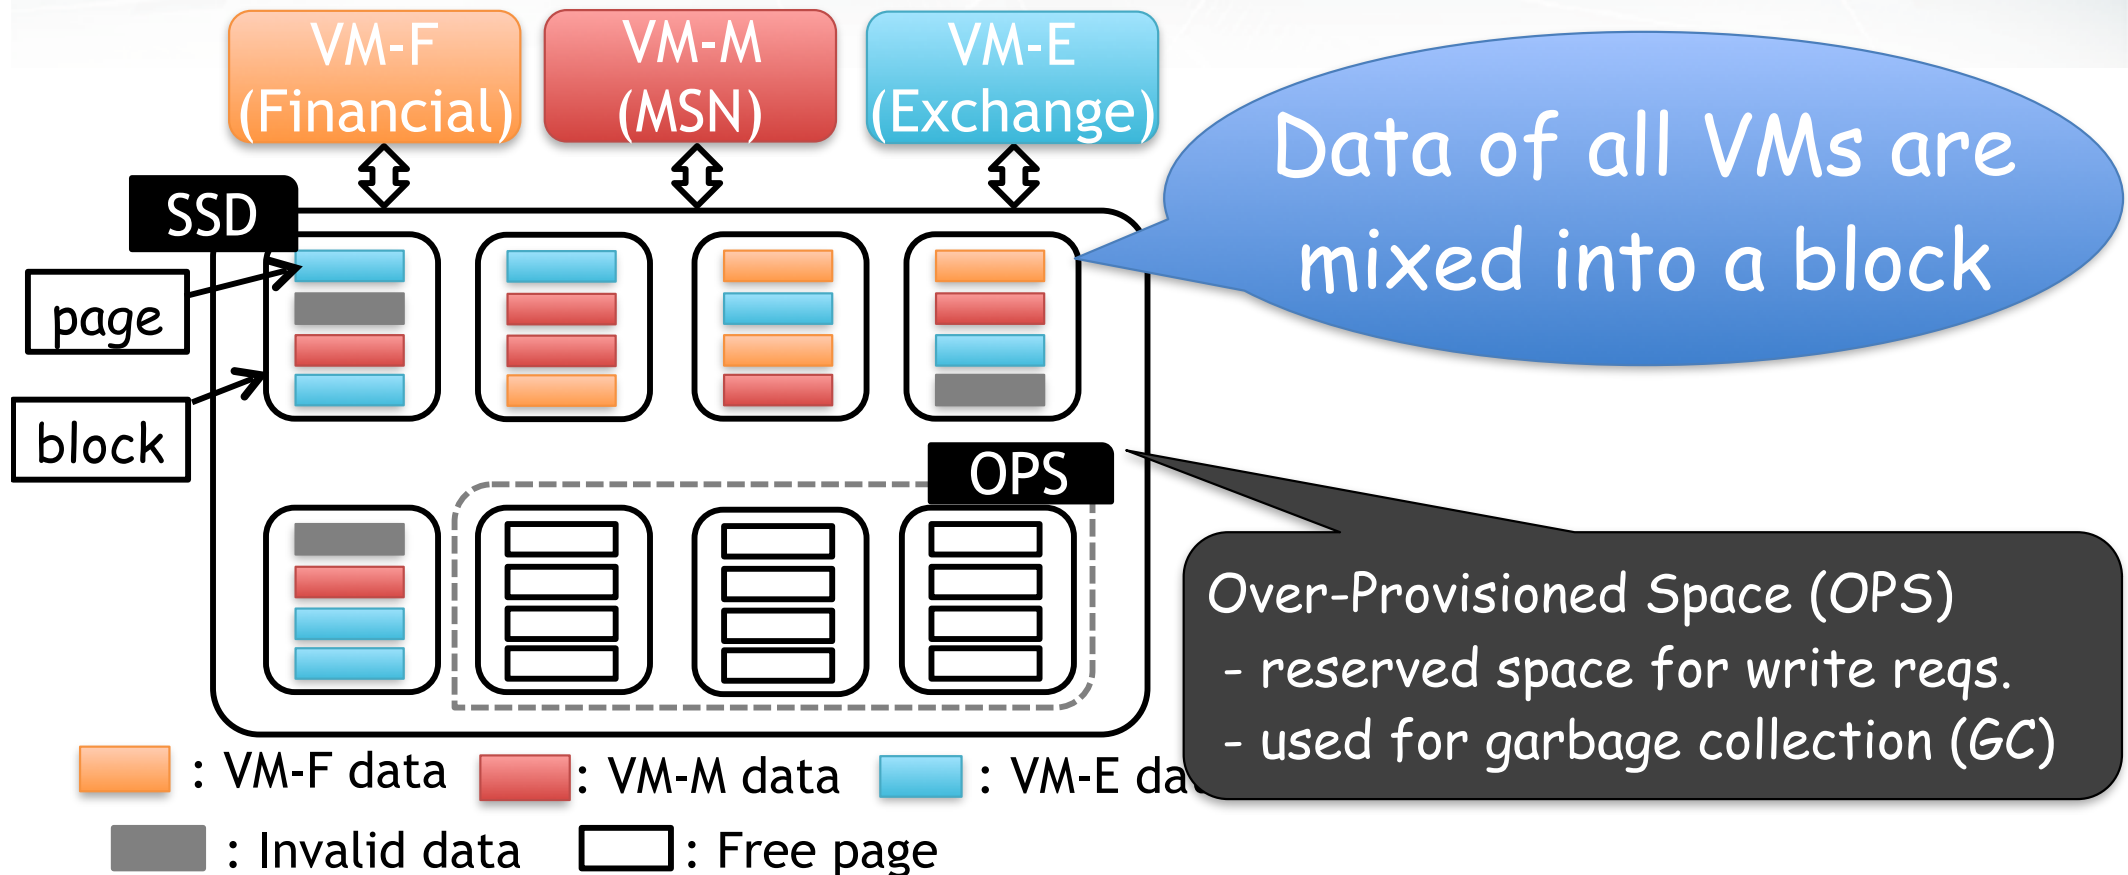 VM-F
(Financial)
VM-M
(MSN)
VM-E
(Exchange)
Data of all VMs are
mixed into a block
SSD
page
block
OPS
Over-Provisioned Space (OPS)
- reserved space for write reqs.
- used for garbage collection (GC)
: VM-F data
: VM-M data
: VM-E da
: Invalid data
: Free page